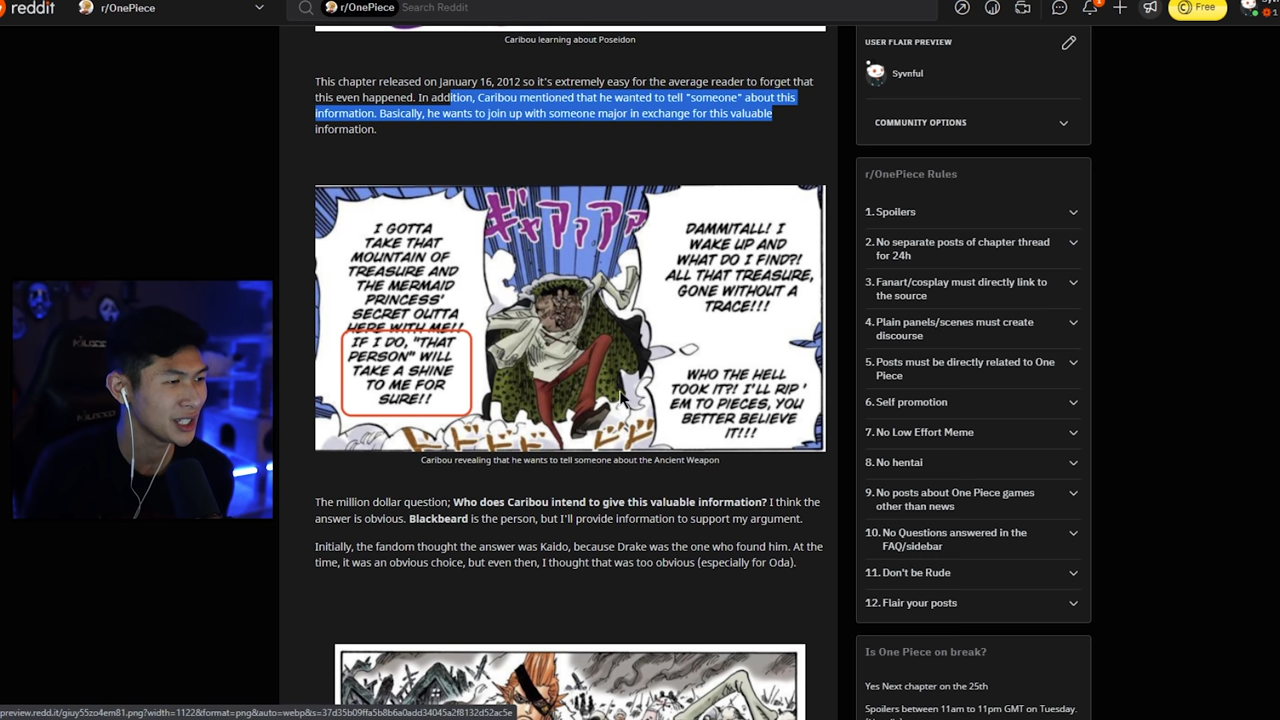 reddit
r/OnePiece
r/OnePiece Search Reddit
Free
Caribou learning about Poseidon
This chapter released on January 16, 2012 so it's extremely easy for the average reader to forget that
this even happened. In addition, Caribou mentioned that he wanted to tell "someone" about this
information. Basically, he wants to join up with someone major in exchange for this valuable
information.
I GOTTA
TAKE THAT
MOUNTAIN OF
TREASURE AND
THE MERMAID
PRINCESS'
SECRET OUTTA
HERE WITH ME!!
IF I DO, "THAT
PERSON" WILL
TAKE A SHINE
TO ME FOR
SURE!!
ギャアアアア
DAMMITALL! I
WAKE UP AND
WHAT DO I FIND?!
ALL THAT TREASURE,
GONE WITHOUT A
TRACE!!!
WHO THE HELL
TOOK IT?! I'LL RIP
'EM TO PIECES, YOU
BETTER BELIEVE
IT!!!
ドドドド
Caribou revealing that he wants to tell someone about the Ancient Weapon
The million dollar question; Who does Caribou intend to give this valuable information? I think the
answer is obvious. Blackbeard is the person, but I'll provide information to support my argument.
Initially, the fandom thought the answer was Kaido, because Drake was the one who found him. At the
time, it was an obvious choice, but even then, I thought that was too obvious (especially for Oda).
USER FLAIR PREVIEW
Syvnful
COMMUNITY OPTIONS
r/OnePiece Rules
1. Spoilers
2. No separate posts of chapter thread
for 24h
3. Fanart/cosplay must directly link to
the source
4. Plain panels/scenes must create
discourse
5. Posts must be directly related to One
Piece
6. Self promotion
7. No Low Effort Meme
8. No hentai
9. No posts about One Piece games
other than news
10. No Questions answered in the
FAQ/sidebar
11. Don't be Rude
12. Flair your posts
Is One Piece on break?
Yes Next chapter on the 25th
Spoilers between 11am to 11pm GMT on Tuesday.
preview.redd.it/giuy55zo4em81.png?width=1122&format=png&auto=webp&s=37d35b09ffa5b8b6a0add34045a2f8132d52ac5e